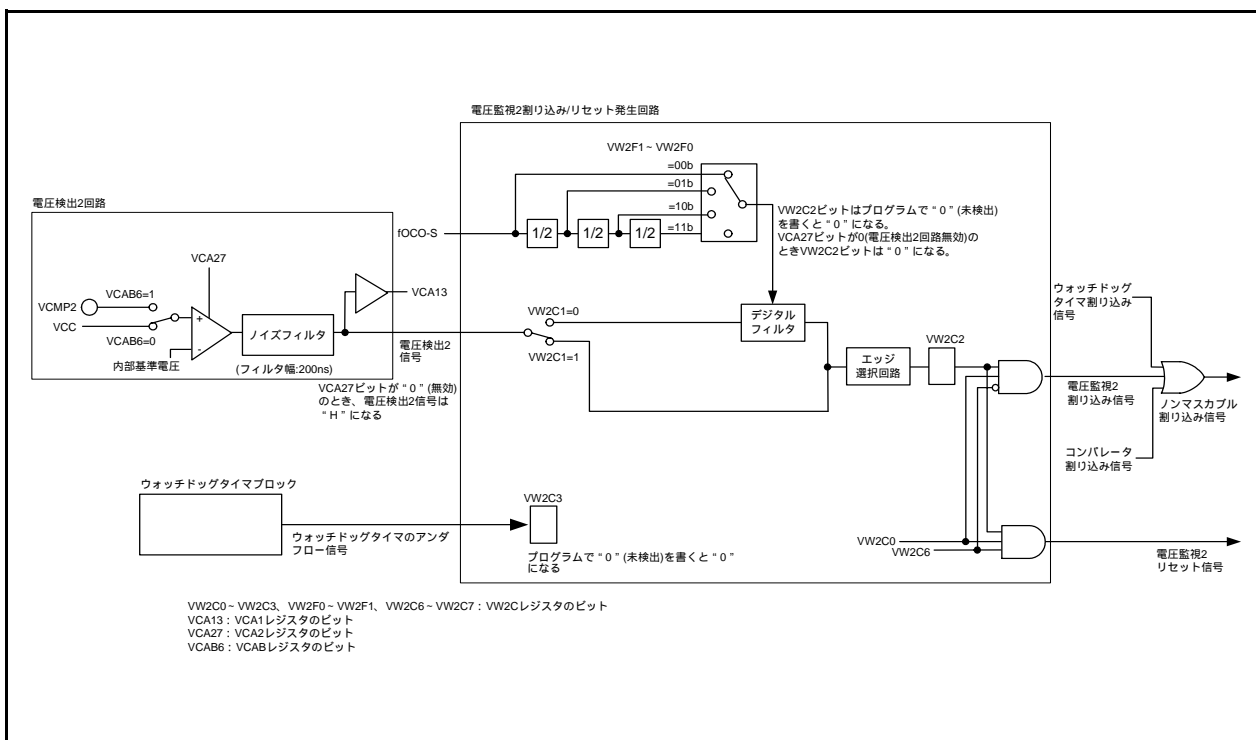 電圧監視2割り込み/リセット発生回路
VW2F1～VW2F0
=00b
=01b
=10b
=11b
電圧検出2回路
fOCO-S
1/2
1/2
1/2
VW2C2ビットはプログラムで“0”(未検出)
を書くと“0”になる。
VCA27ビットが0(電圧検出2回路無効)の
ときVW2C2ビットは“0”になる。
VCA27
VCA13
VCMP2
VCAB6=1
VCC
VCAB6=0
+
-
内部基準電圧
ノイズフィルタ
(フィルタ幅:200ns)
電圧検出2
信号
VCA27ビットが“0”(無効)
のとき、電圧検出2信号は
“H”になる
VW2C1=0
VW2C1=1
デジタル
フィルタ
エッジ
選択回路
VW2C2
ウォッチドッグ
タイマ割り込み
信号
電圧監視2
割り込み信号
ノンマスカブル
割り込み信号
コンパレータ
割り込み信号
ウォッチドッグタイマブロック
ウォッチドッグタイマのアンダ
フロー信号
VW2C3
プログラムで“0”(未検出)を書くと“0”
になる
VW2C0
VW2C6
電圧監視2
リセット信号
VW2C0～VW2C3、VW2F0～VW2F1、VW2C6～VW2C7：VW2Cレジスタのビット
VCA13：VCA1レジスタのビット
VCA27：VCA2レジスタのビット
VCAB6：VCABレジスタのビット